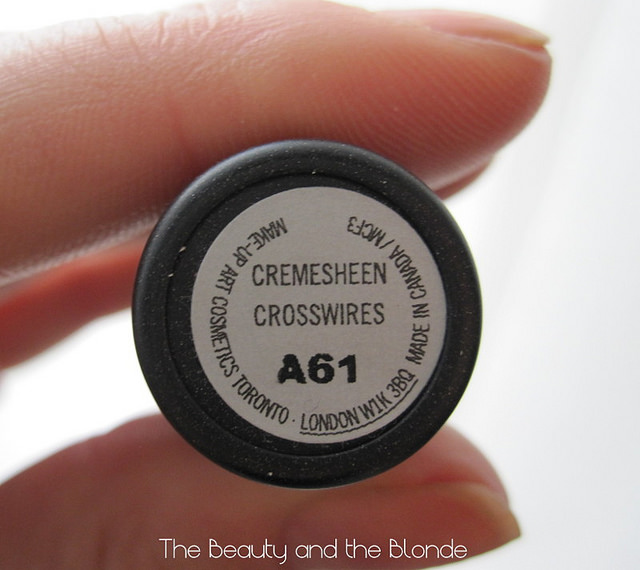 CREMESHEEN
CROSSWIRES
A61
MAKE-UP ART COSMETICS TORONTO · LONDON W1K 3BQ MADE IN CANADA / MCF3
The Beauty and the Blonde